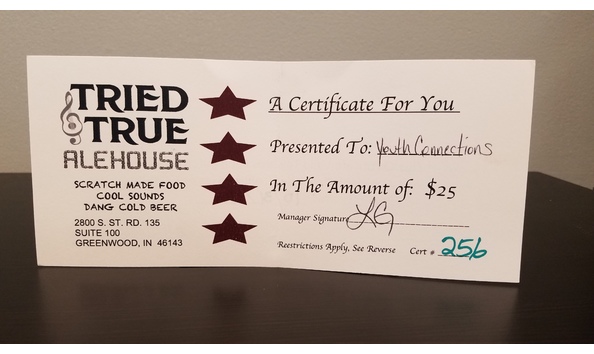 TRIED
& TRUE
ALEHOUSE
SCRATCH MADE FOOD
COOL SOUNDS
DANG COLD BEER
2800 S. ST. RD. 135
SUITE 100
GREENWOOD, IN 46143
A Certificate For You
Presented To: Youth Connections
In The Amount of: $25
Manager Signature
Reestrictions Apply, See Reverse Cert # 256